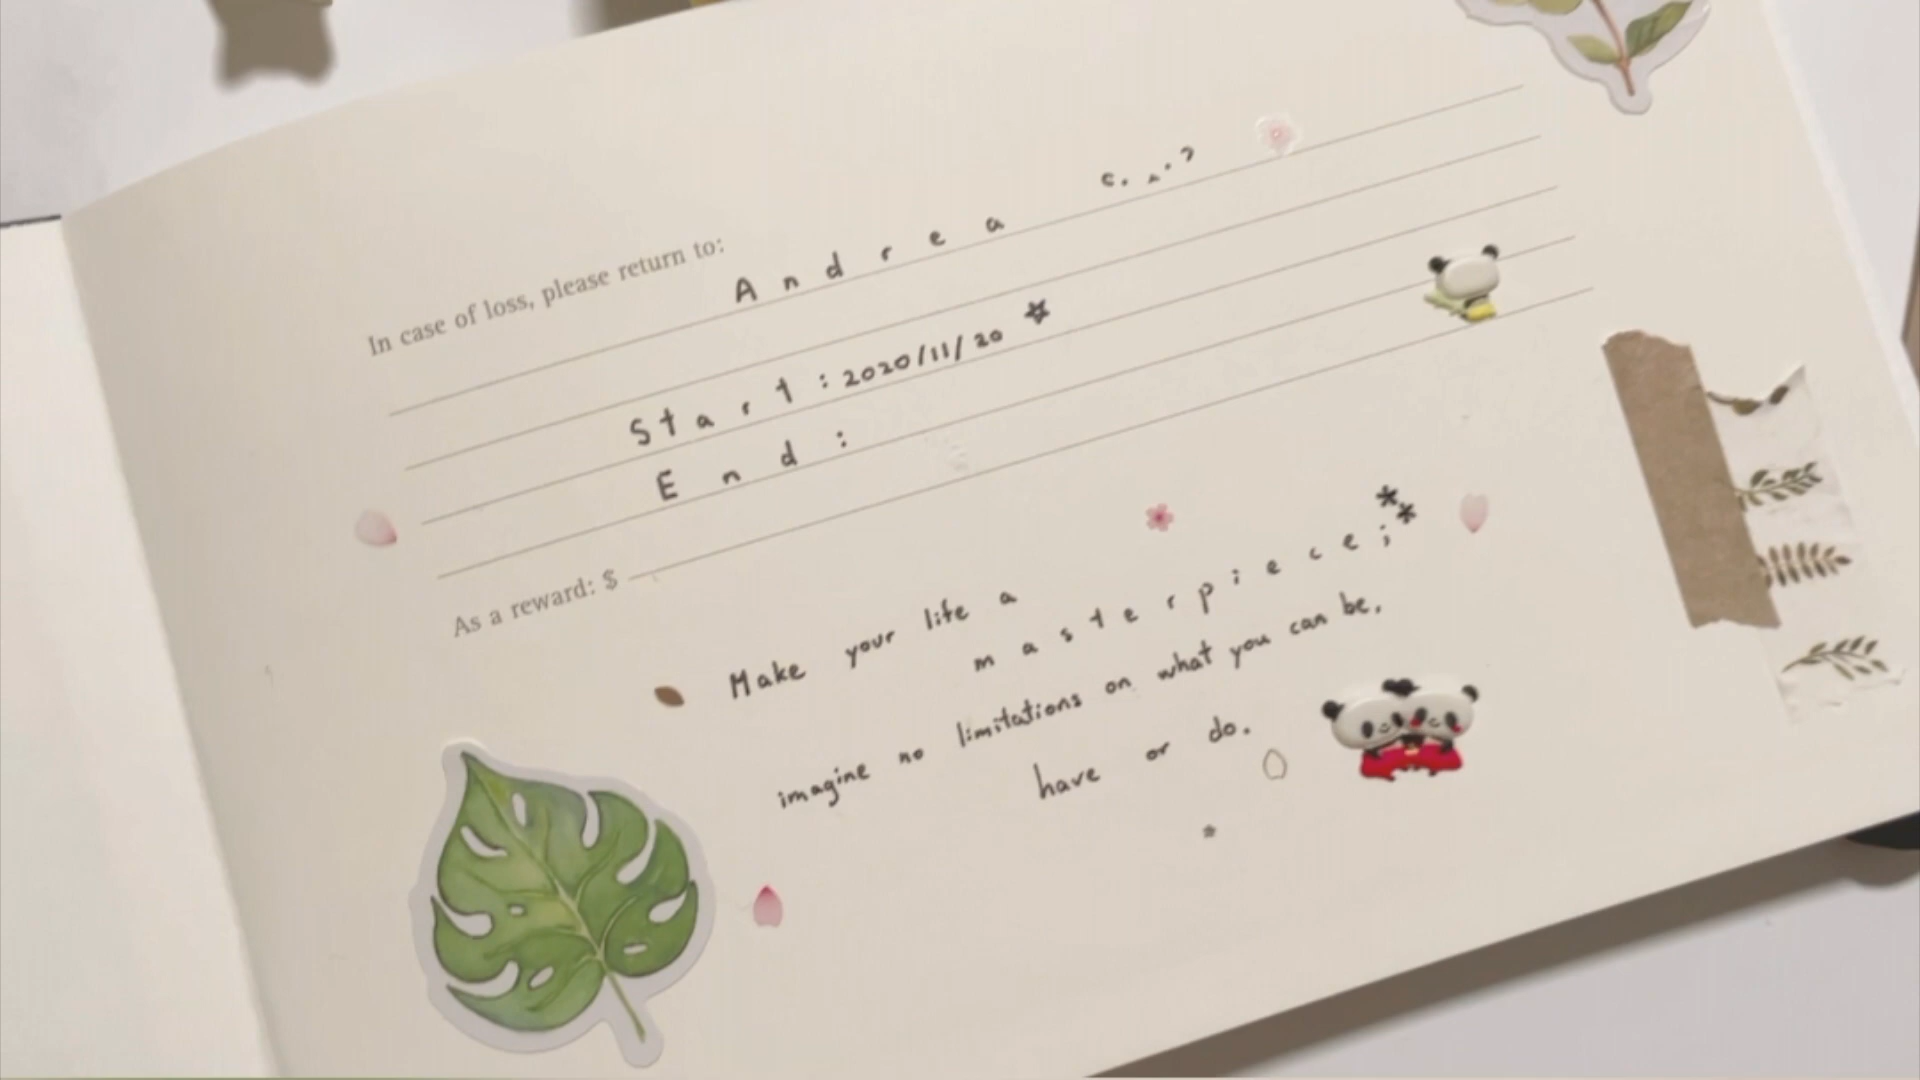 In case of loss, please return to:
Andrea
Start : 2020/11/20
End :
As a reward: $
Make your life a
masterpiece;
imagine no limitations on what you can be,
have or do.